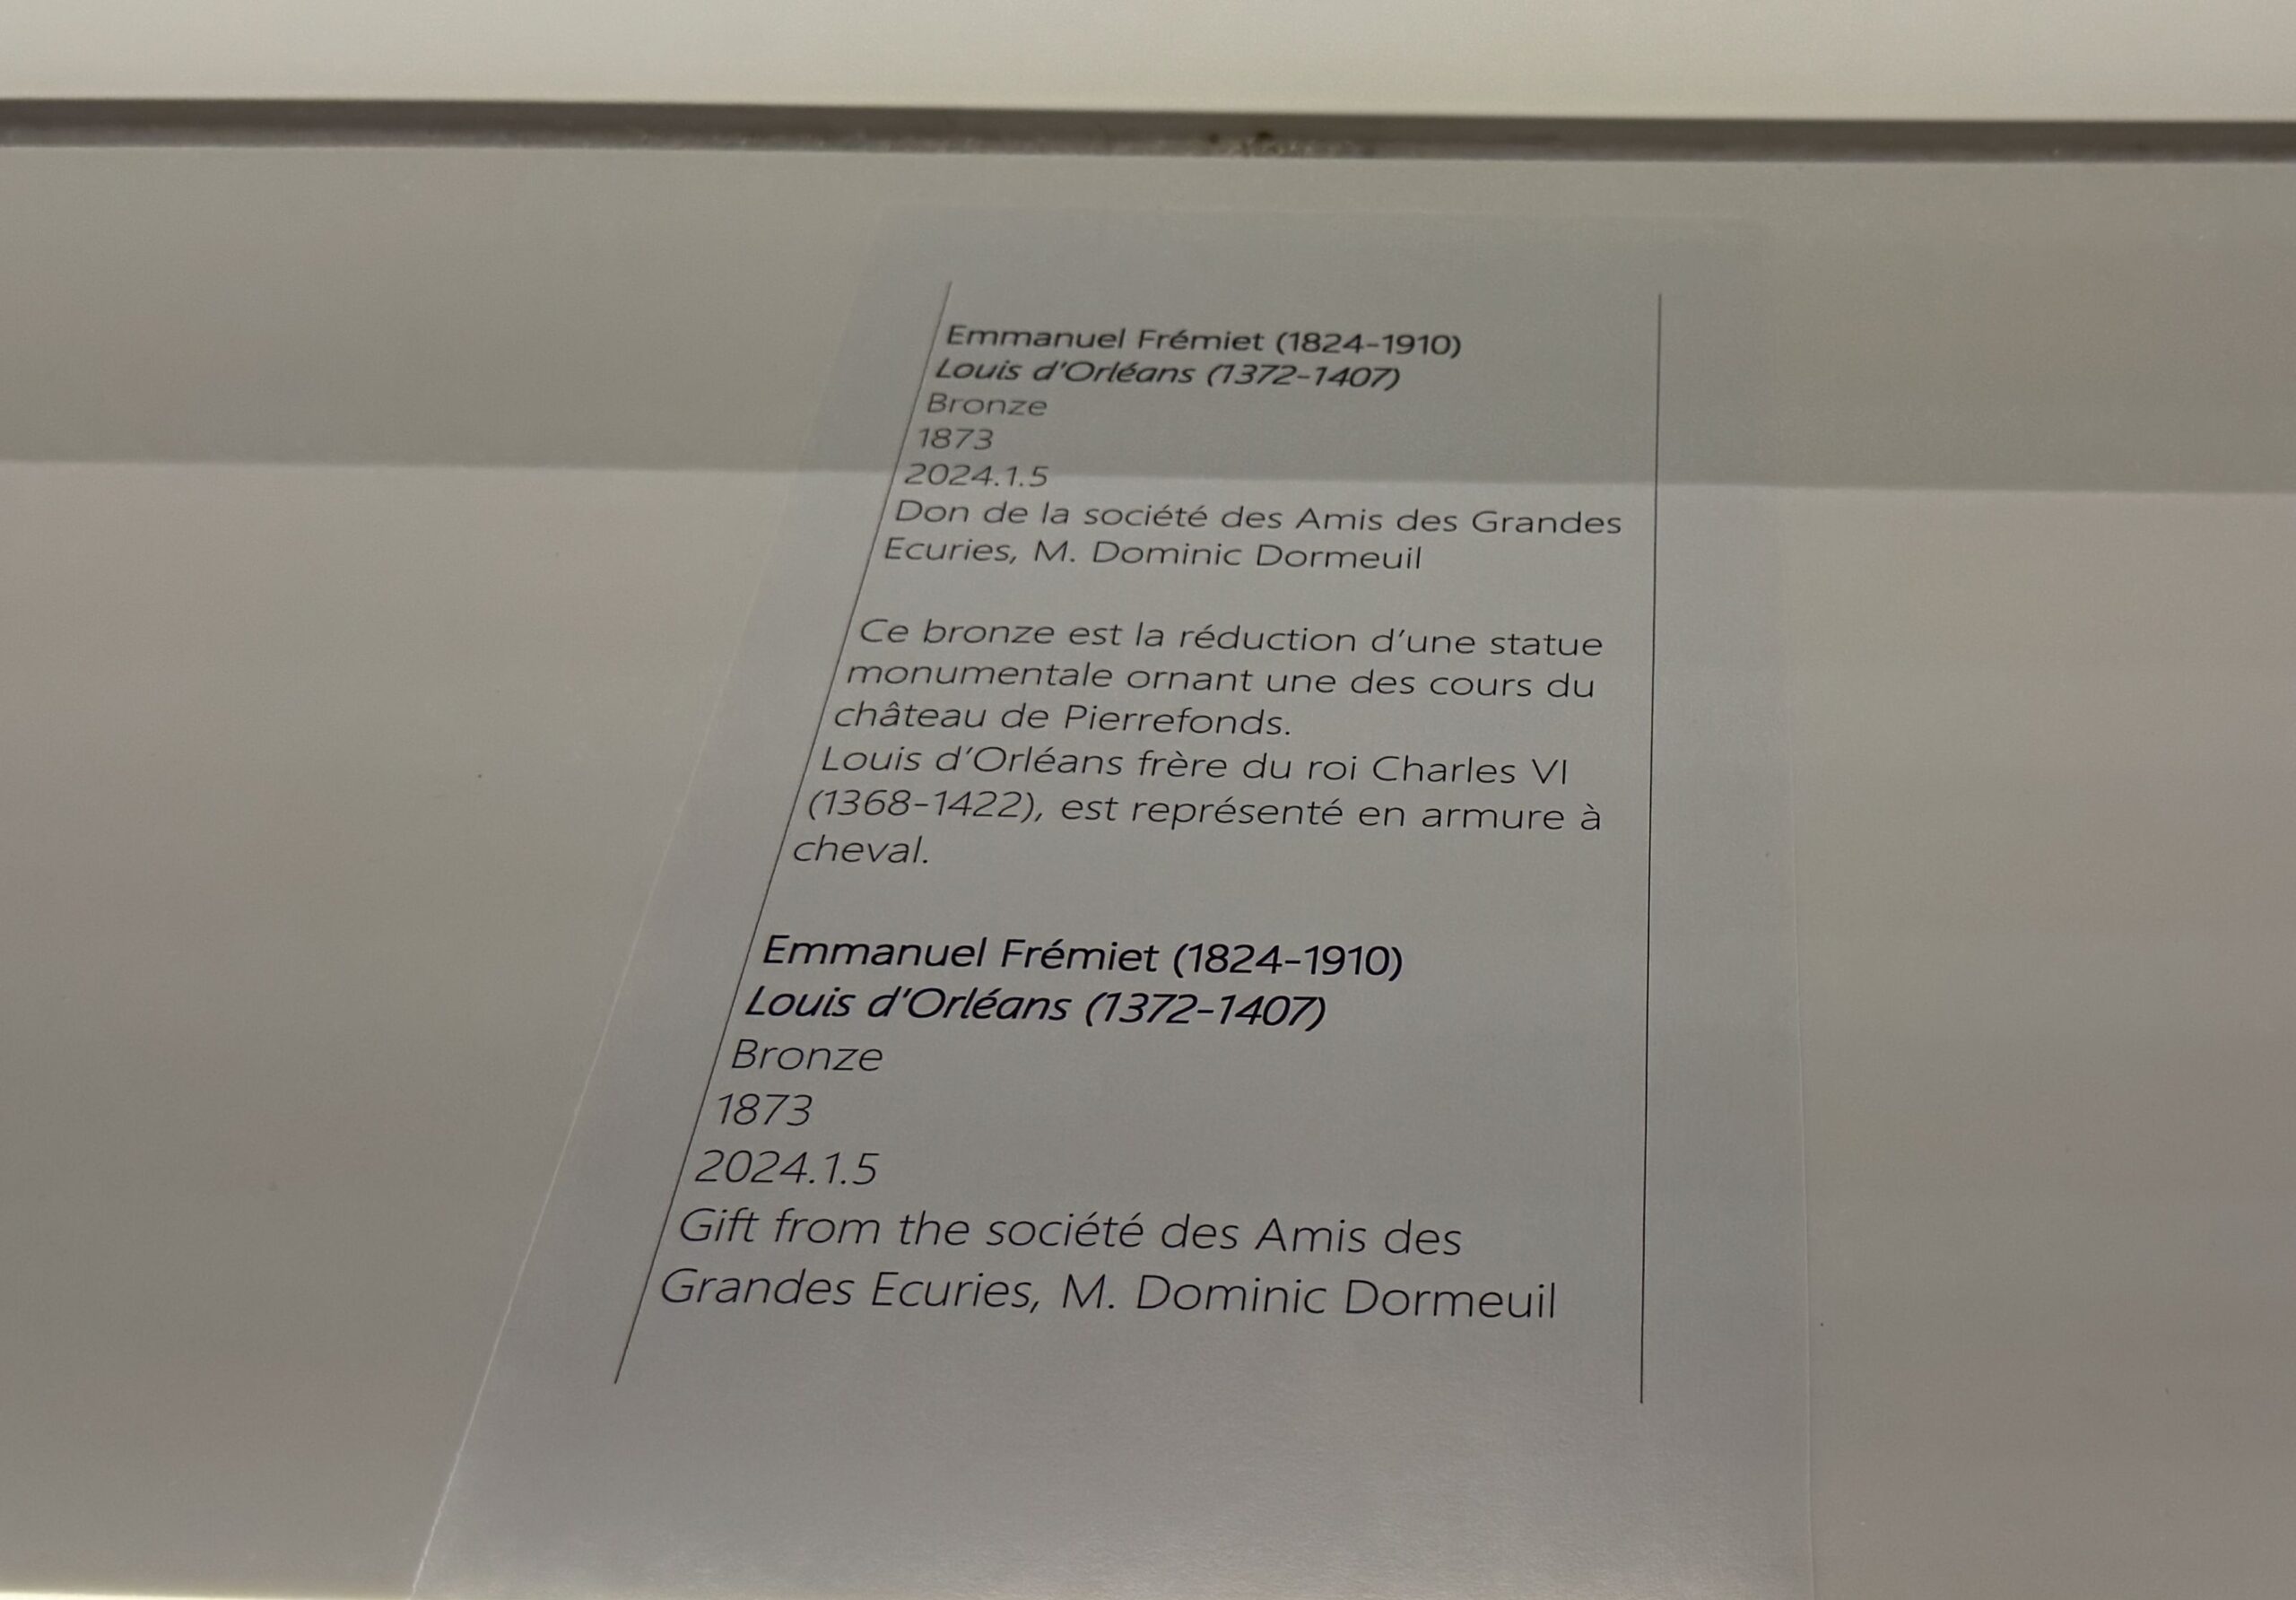 Emmanuel Frémiet (1824-1910)
Louis d'Orléans (1372-1407)
Bronze
1873
2024.1.5
Don de la société des Amis des Grandes
Ecuries, M. Dominic Dormeuil
Ce bronze est la réduction d'une statue
monumentale ornant une des cours du
château de Pierrefonds.
Louis d'Orléans frère du roi Charles VI
(1368-1422), est représenté en armure à
cheval.
Emmanuel Frémiet (1824-1910)
Louis d'Orléans (1372-1407)
Bronze
1873
2024.1.5
Gift from the société des Amis des
Grandes Ecuries, M. Dominic Dormeuil